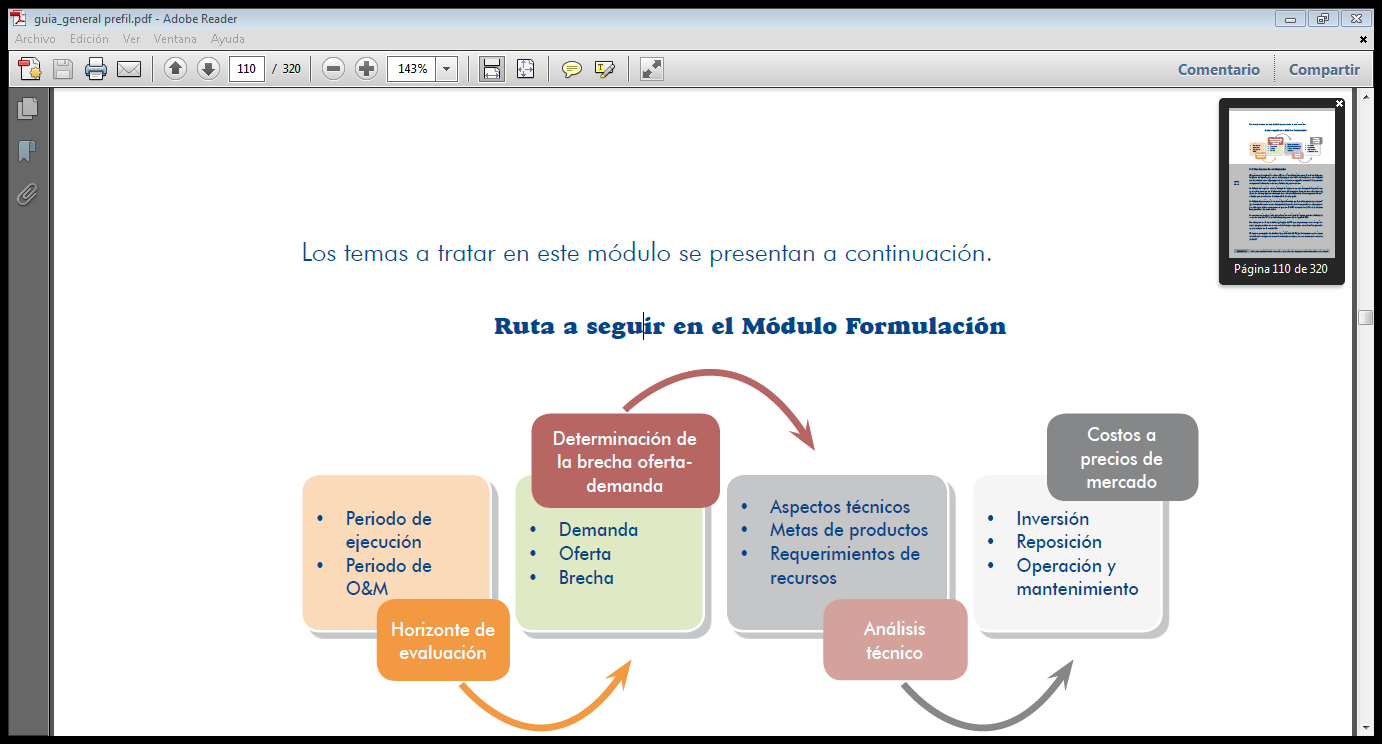 guia_general prefil.pdf - Adobe Reader
Archivo Edición Ver Ventana Ayuda
110 / 320
143%
Comentario Compartir
Página 110 de 320
Los temas a tratar en este módulo se presentan a continuación.
Ruta a seguir en el Módulo Formulación
• Periodo de
ejecución
• Periodo de
O&M
Horizonte de
evaluación
Determinación de
la brecha oferta-
demanda
• Demanda
• Oferta
• Brecha
• Aspectos técnicos
• Metas de productos
• Requerimientos de
recursos
Análisis
técnico
Costos a
precios de
mercado
• Inversión
• Reposición
• Operación y
mantenimiento